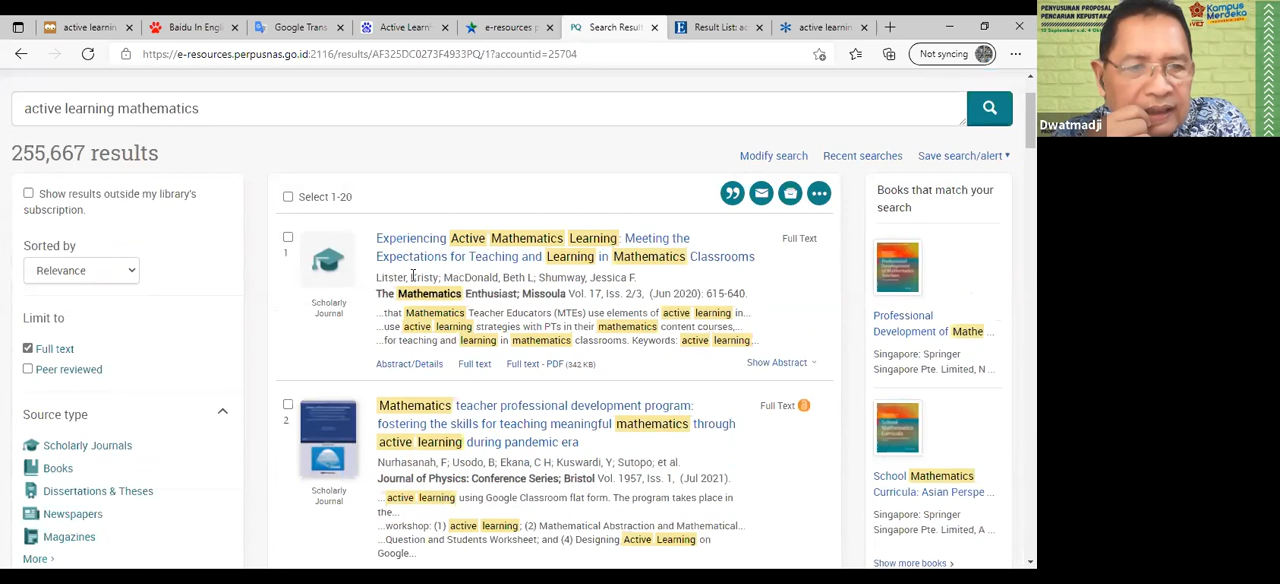 active learnin
Baidu In Engli
Google Trans
Active Learni
e-resources
PQ Search Resul
Result List: ac
active learnin
https://e-resources.perpusnas.go.id:2116/results/AF325DC0273F4933PQ/1?accountid=25704
Not syncing
active learning mathematics
255,667 results
Modify search
Recent searches
Save search/alert
Show results outside my library's
subscription.
Sorted by
Relevance
Limit to
Full text
Peer reviewed
Source type
Scholarly Journals
Books
Dissertations & Theses
Newspapers
Magazines
More ›
Select 1-20
1
Scholarly
Journal
Experiencing Active Mathematics Learning: Meeting the
Expectations for Teaching and Learning in Mathematics Classrooms
Full Text
Litster, Kristy; MacDonald, Beth L; Shumway, Jessica F.
The Mathematics Enthusiast; Missoula Vol. 17, Iss. 2/3, (Jun 2020): 615-640.
...that Mathematics Teacher Educators (MTEs) use elements of active learning in...
...use active learning strategies with PTs in their mathematics content courses,...
...for teaching and learning in mathematics classrooms. Keywords: active learning...
Abstract/Details
Full text
Full text - PDF (342 KB)
Show Abstract
2
Scholarly
Journal
Mathematics teacher professional development program:
fostering the skills for teaching meaningful mathematics through
active learning during pandemic era
Full Text
Nurhasanah, F; Usodo, B; Ekana, C H; Kuswardi, Y; Sutopo; et al.
Journal of Physics: Conference Series; Bristol Vol. 1957, Iss. 1, (Jul 2021).
...active learning using Google Classroom flat form. The program takes place in
the...
...workshop: (1) active learning; (2) Mathematical Abstraction and Mathematical...
...Question and Students Worksheet; and (4) Designing Active Learning on
Google...
Books that match your
search
Professional
Development of Mathe ...
Singapore: Springer
Singapore Pte. Limited, N ...
School Mathematics
Curricula: Asian Perspe ...
Singapore: Springer
Singapore Pte. Limited, A ...
Show more books ›
PENYUSUNAN PROPOSAL
PENCARIAN KEPUSTAK
Kampus
Merdeka
Dwatmadji